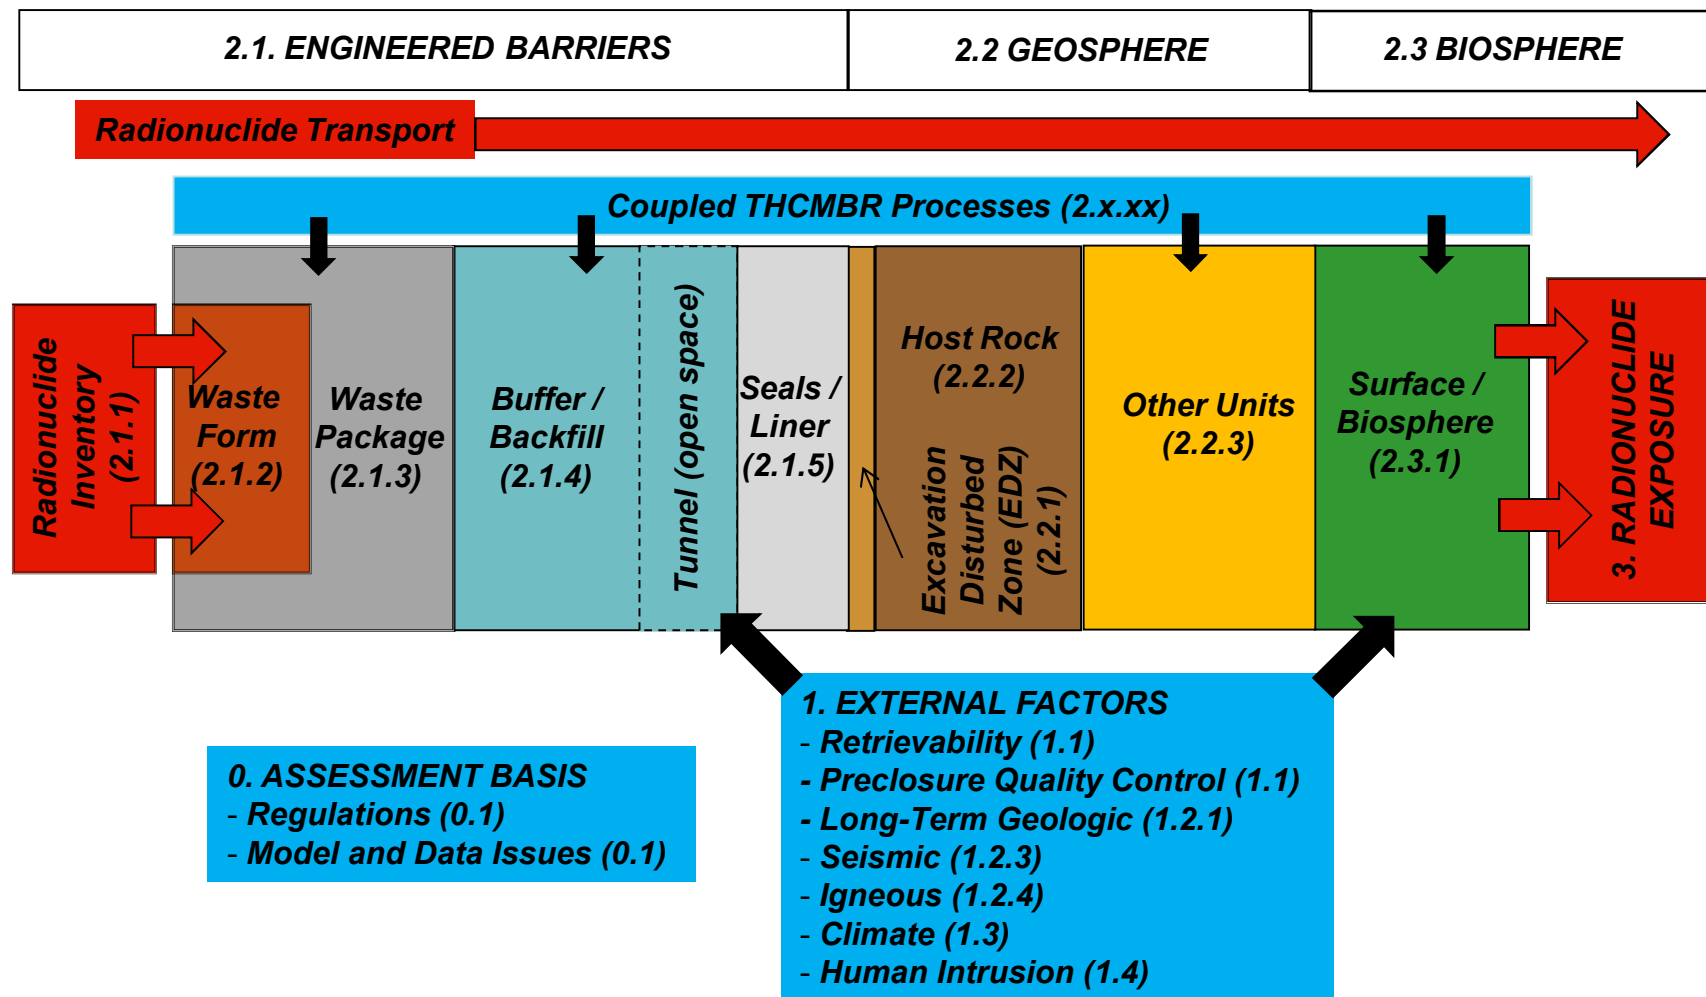 2.1. ENGINEERED BARRIERS
2.2 GEOSPHERE
2.3 BIOSPHERE
Radionuclide Transport
Coupled THCMBR Processes (2.x.xx)
Radionuclide
Inventory
(2.1.1)
Waste
Form
(2.1.2)
Waste
Package
(2.1.3)
Buffer /
Backfill
(2.1.4)
Tunnel (open space)
Seals /
Liner
(2.1.5)
Host Rock
(2.2.2)
Excavation
Disturbed
Zone (EDZ)
(2.2.1)
Other Units
(2.2.3)
Surface /
Biosphere
(2.3.1)
3. RADIONUCLIDE
EXPOSURE
0. ASSESSMENT BASIS
- Regulations (0.1)
- Model and Data Issues (0.1)
1. EXTERNAL FACTORS
- Retrievability (1.1)
- Preclosure Quality Control (1.1)
- Long-Term Geologic (1.2.1)
- Seismic (1.2.3)
- Igneous (1.2.4)
- Climate (1.3)
- Human Intrusion (1.4)